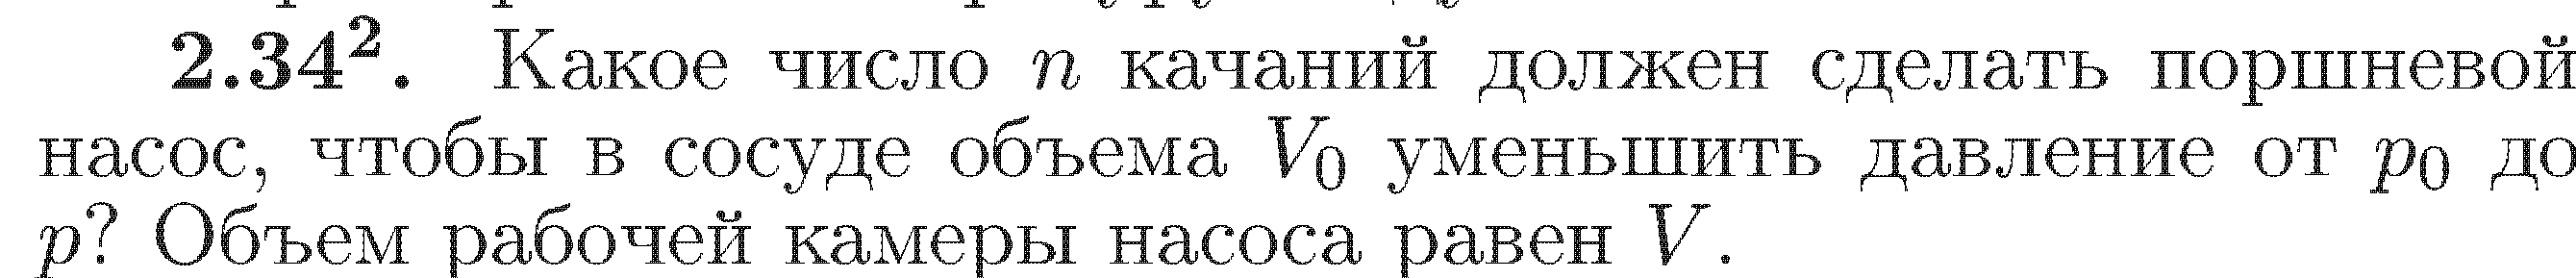 2.34². Какое число n качаний должен сделать поршневой
насос, чтобы в сосуде объема V₀ уменьшить давление от p₀ до
p? Объем рабочей камеры насоса равен V.